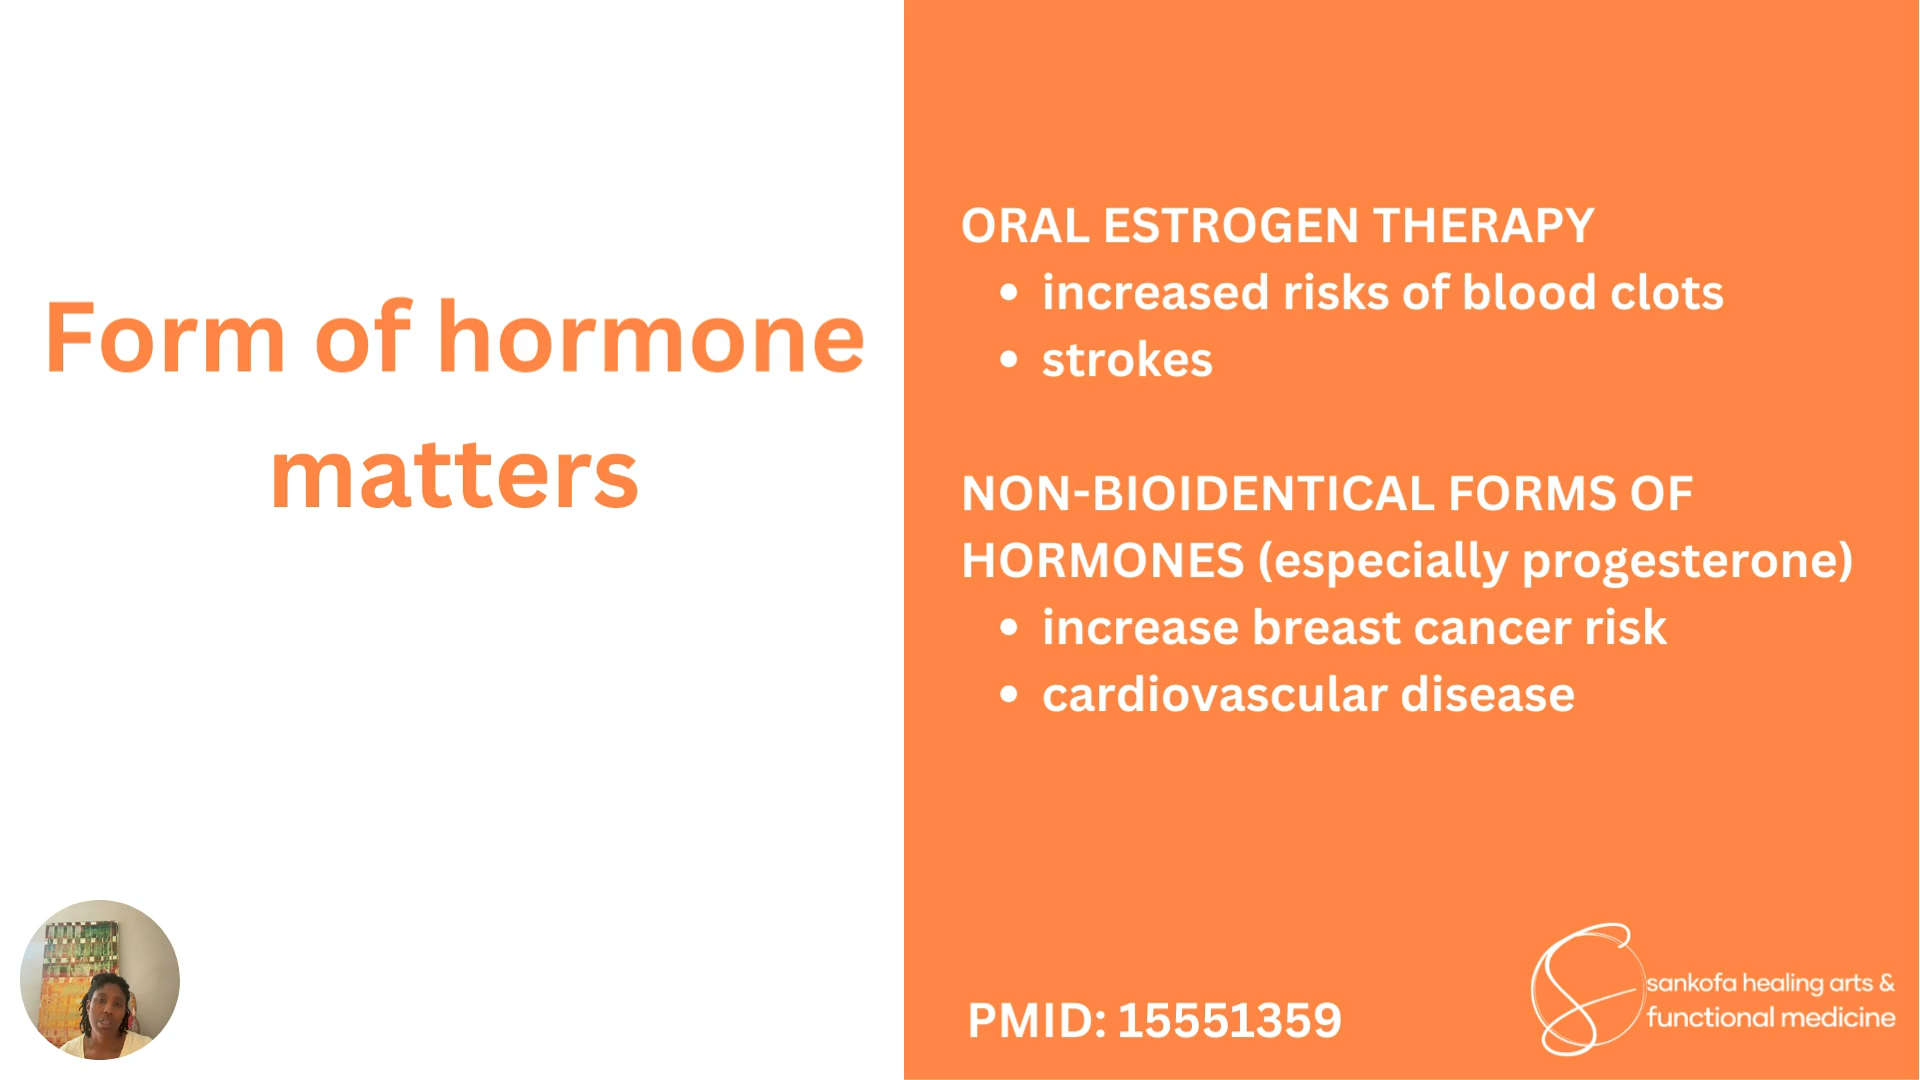 Form of hormone
matters
ORAL ESTROGEN THERAPY
• increased risks of blood clots
• strokes
NON-BIOIDENTICAL FORMS OF
HORMONES (especially progesterone)
• increase breast cancer risk
• cardiovascular disease
PMID: 15551359
sankofa healing arts &
functional medicine